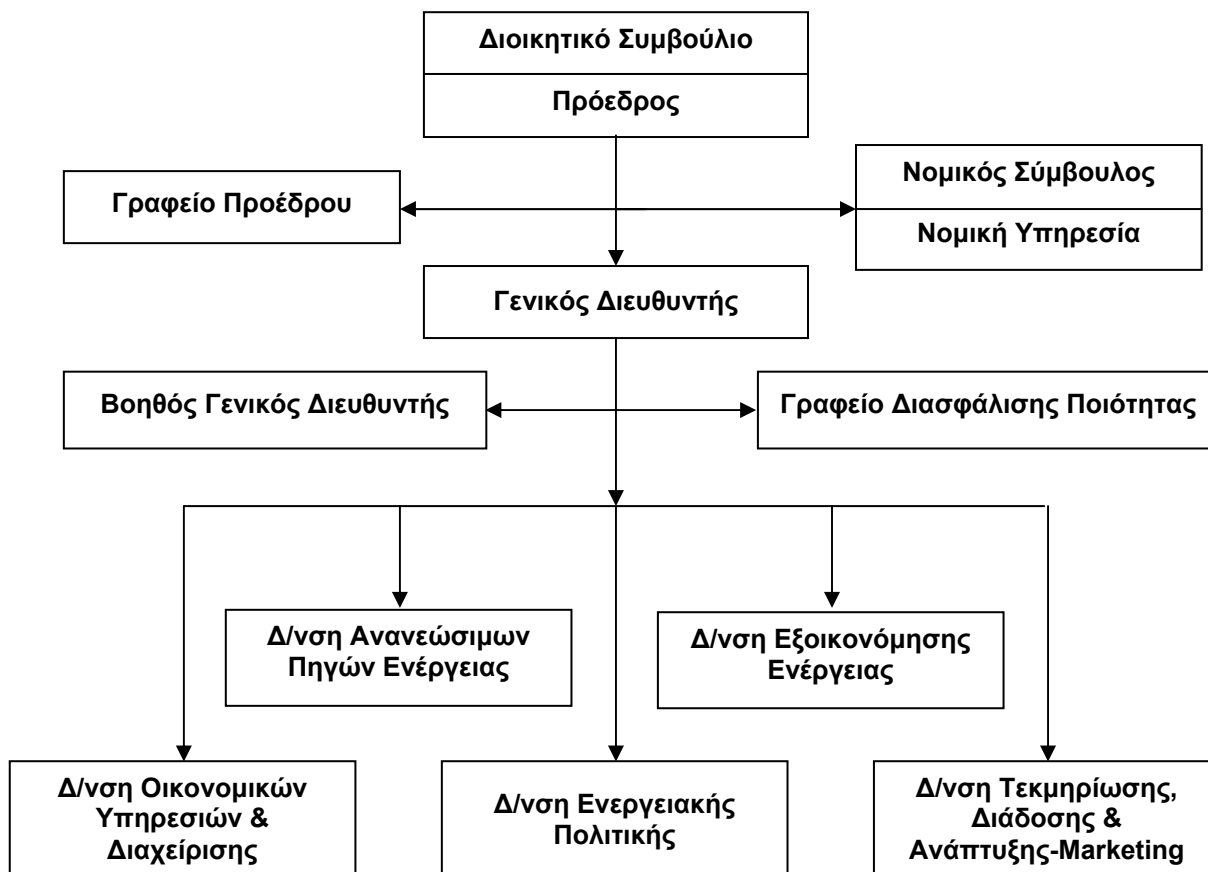 Διοικητικό Συμβούλιο
Πρόεδρος
Γραφείο Προέδρου
Νομικός Σύμβουλος
Νομική Υπηρεσία
Γενικός Διευθυντής
Βοηθός Γενικός Διευθυντής
Γραφείο Διασφάλισης Ποιότητας
Δ/νση Ανανεώσιμων
Πηγών Ενέργειας
Δ/νση Εξοικονόμησης
Ενέργειας
Δ/νση Οικονομικών
Υπηρεσιών &
Διαχείρισης
Δ/νση Ενεργειακής
Πολιτικής
Δ/νση Τεκμηρίωσης,
Διάδοσης &
Ανάπτυξης-Marketing